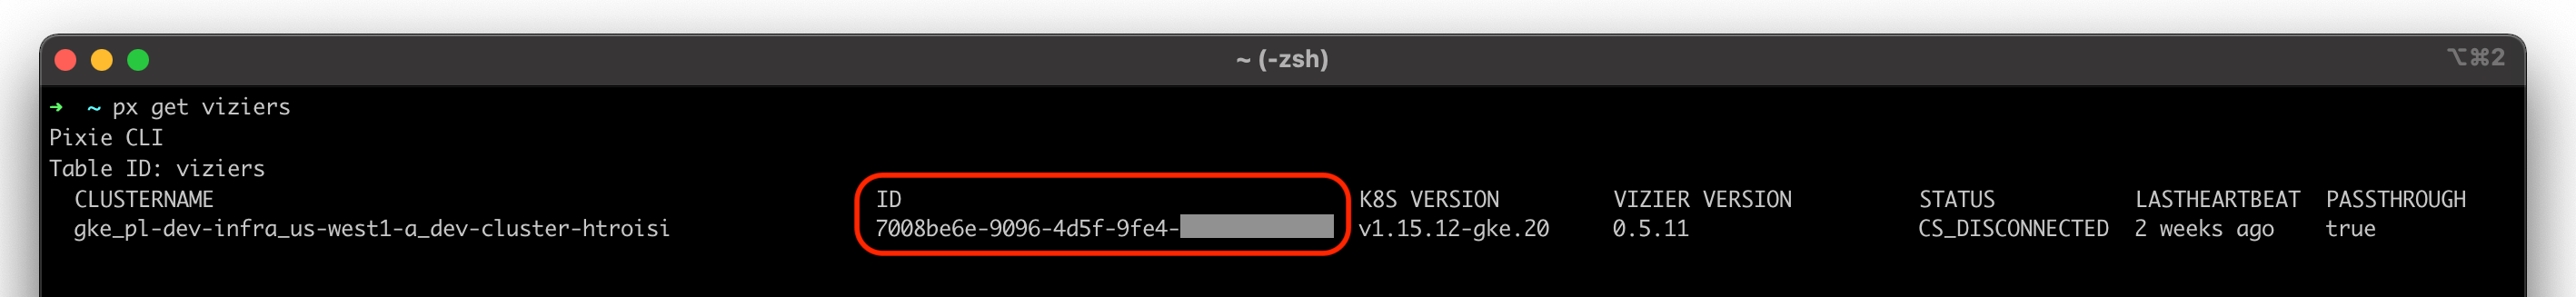 ~ (-zsh) ⌥⌘2
➜ ~ px get viziers
Pixie CLI
Table ID: viziers
CLUSTERNAME ID K8S VERSION VIZIER VERSION STATUS LASTHEARTBEAT PASSTHROUGH
gke_pl-dev-infra_us-west1-a_dev-cluster-htroisi 7008be6e-9096-4d5f-9fe4- v1.15.12-gke.20 0.5.11 CS_DISCONNECTED 2 weeks ago true